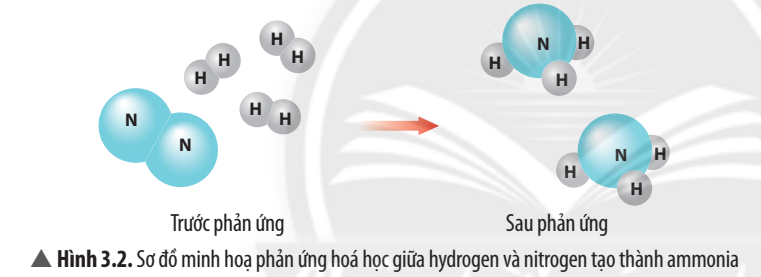 H
H
H
H
H
H
N
N
N
H
H
H
N
H
H
H
Trước phản ứng
Sau phản ứng
▲ Hình 3.2. Sơ đồ minh hoạ phản ứng hoá học giữa hydrogen và nitrogen tạo thành ammonia